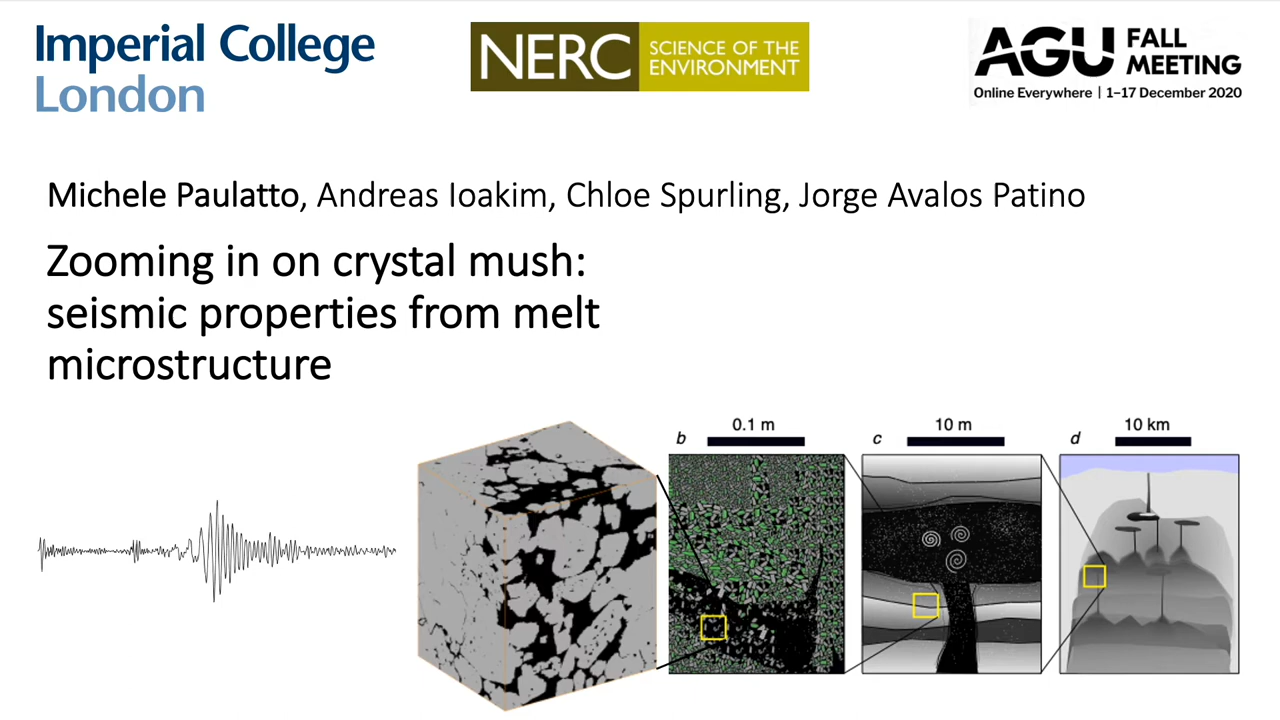 Imperial College
London
NERC
SCIENCE OF THE
ENVIRONMENT
AGU
FALL
MEETING
Online Everywhere | 1–17 December 2020
Michele Paulatto, Andreas Ioakim, Chloe Spurling, Jorge Avalos Patino
Zooming in on crystal mush:
seismic properties from melt
microstructure
b 0.1 m
c 10 m
d 10 km